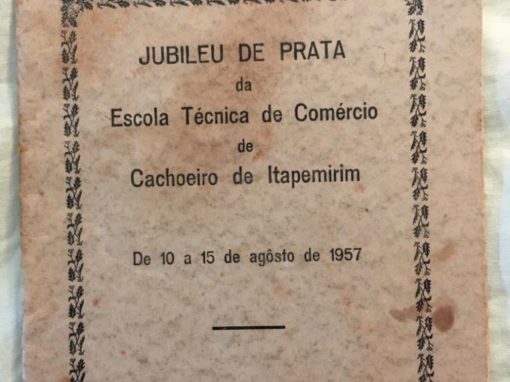 JUBILEU DE PRATA
da
Escola Técnica de Comércio
de
Cachoeiro de Itapemirim
De 10 a 15 de agôsto de 1957